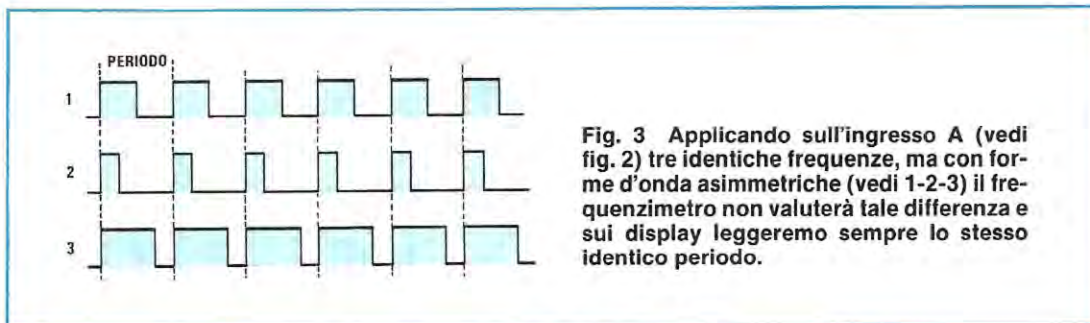 PERIODO
1
2
3
Fig. 3 Applicando sull'ingresso A (vedi
fig. 2) tre identiche frequenze, ma con for-
me d'onda asimmetriche (vedi 1-2-3) il fre-
quenzimetro non valuterà tale differenza e
sui display leggeremo sempre lo stesso
identico periodo.